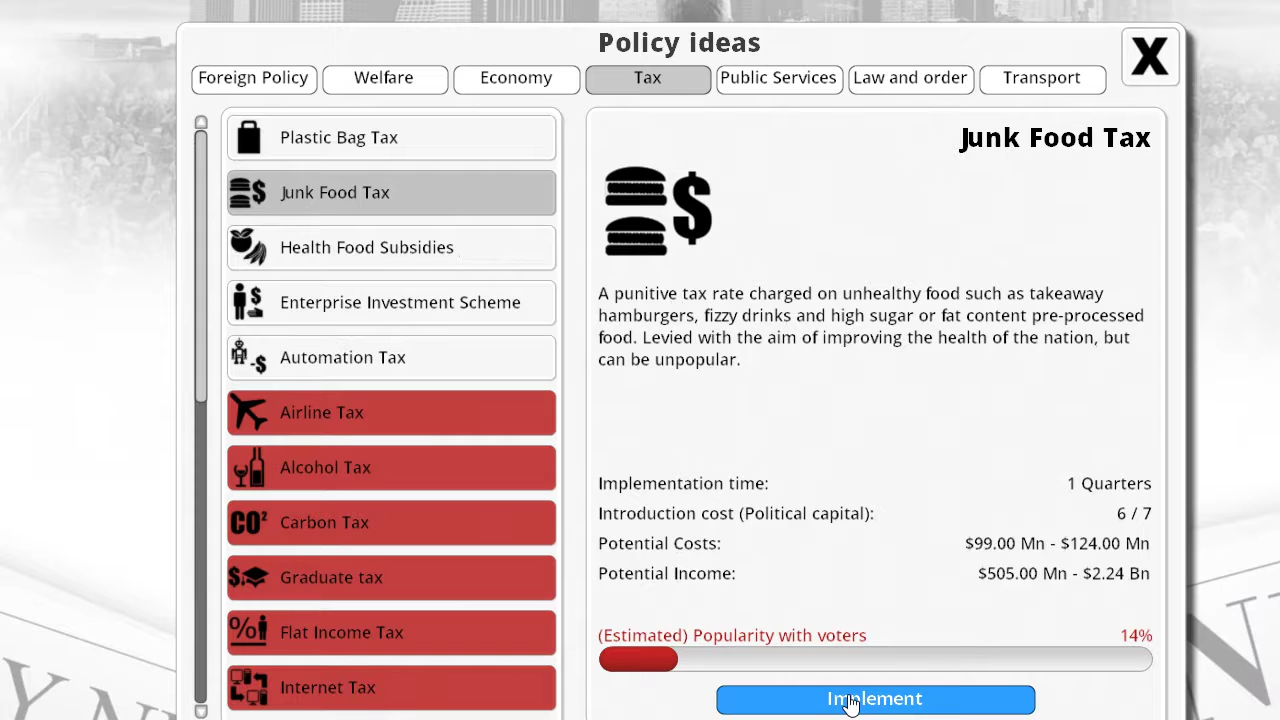 Policy ideas
X
Foreign Policy
Welfare
Economy
Tax
Public Services
Law and order
Transport
Plastic Bag Tax
Junk Food Tax
Health Food Subsidies
Enterprise Investment Scheme
Automation Tax
Airline Tax
Alcohol Tax
CO² Carbon Tax
Graduate tax
Flat Income Tax
Internet Tax
Junk Food Tax
$
A punitive tax rate charged on unhealthy food such as takeaway
hamburgers, fizzy drinks and high sugar or fat content pre-processed
food. Levied with the aim of improving the health of the nation, but
can be unpopular.
Implementation time: 1 Quarters
Introduction cost (Political capital): 6 / 7
Potential Costs: $99.00 Mn - $124.00 Mn
Potential Income: $505.00 Mn - $2.24 Bn
(Estimated) Popularity with voters 14%
Implement